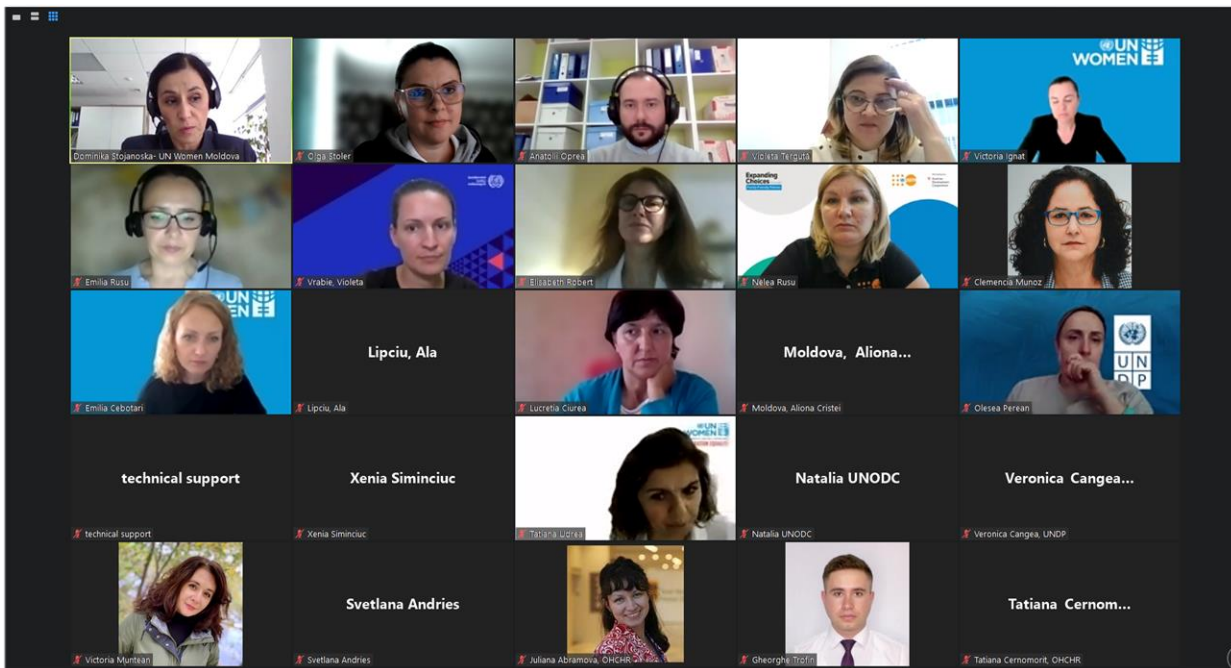 UN
WOMEN
Dominika Stojanoska- UN Women Moldova
Olga Stoler
Anatolii Oprea
Violeta Terguță
Victoria Ignat
Expanding
Choices
Emilia Rusu
Vrabie, Violeta
Elisabeth Robert
Nelea Rusu
Clemencia Munoz
UN
WOMEN
Lipciu, Ala
Moldova, Aliona...
U N
D P
Emilia Cebotari
Lipciu, Ala
Lucretia Ciurea
Moldova, Aliona Cristei
Olesea Perean
UN
WOMEN
technical support
Xenia Siminciuc
Natalia UNODC
Veronica Cangea...
technical support
Xenia Siminciuc
Tatiana Udrea
Natalia UNODC
Veronica Cangea, UNDP
Svetlana Andries
Tatiana Cernom...
Victoria Muntean
Svetlana Andries
Juliana Abramova, OHCHR
Gheorghe Trofin
Tatiana Cernomorit, OHCHR